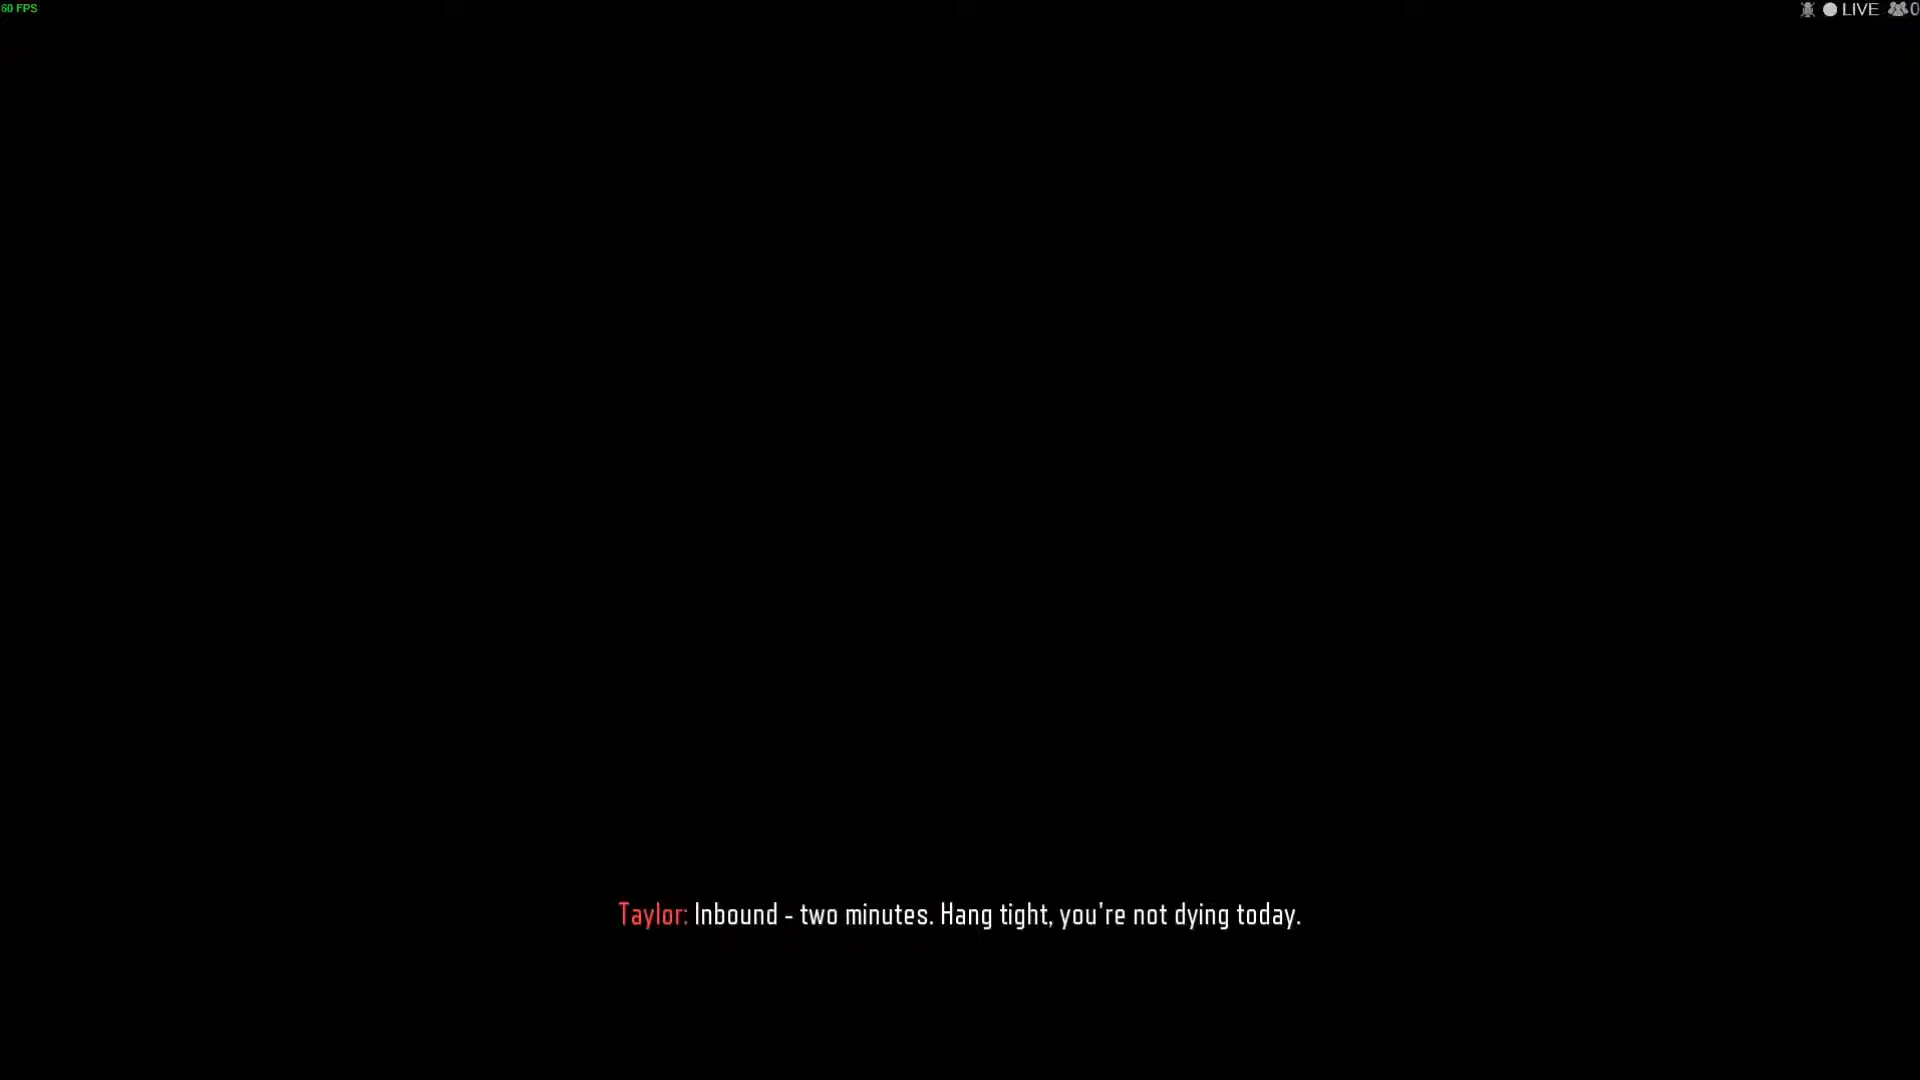 60 FPS
LIVE 0
Taylor: Inbound - two minutes. Hang tight, you're not dying today.